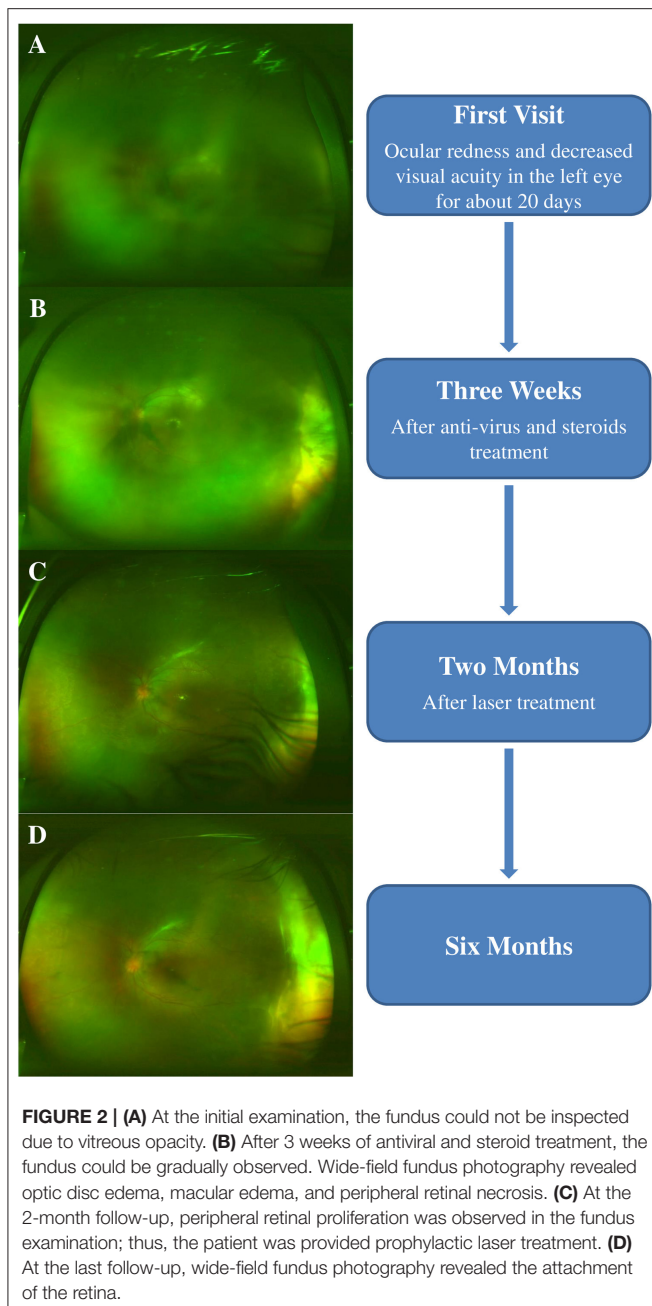 A
First Visit
Ocular redness and decreased
visual acuity in the left eye
for about 20 days
B
Three Weeks
After anti-virus and steroids
treatment
C
Two Months
After laser treatment
D
Six Months
FIGURE 2 | (A) At the initial examination, the fundus could not be inspected
due to vitreous opacity. (B) After 3 weeks of antiviral and steroid treatment, the
fundus could be gradually observed. Wide-field fundus photography revealed
optic disc edema, macular edema, and peripheral retinal necrosis. (C) At the
2-month follow-up, peripheral retinal proliferation was observed in the fundus
examination; thus, the patient was provided prophylactic laser treatment. (D)
At the last follow-up, wide-field fundus photography revealed the attachment
of the retina.